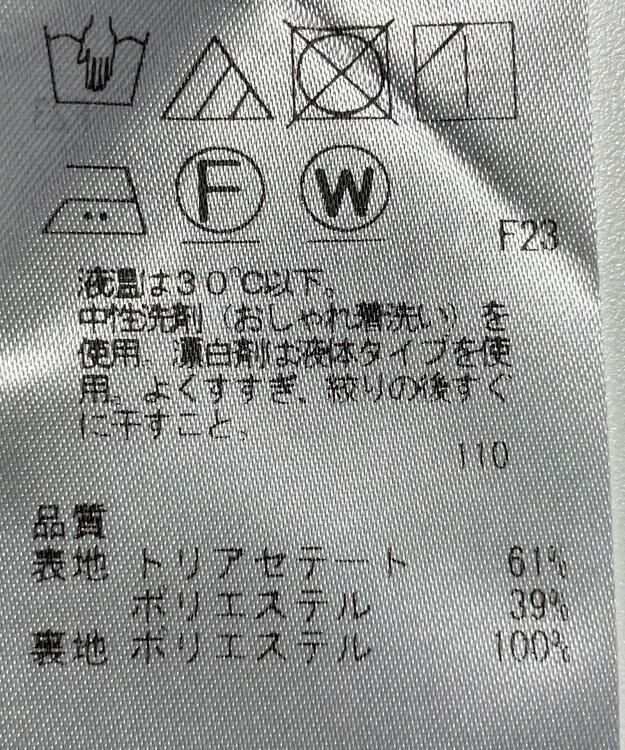 F
W
F23
液温は30℃以下。
中性洗剤（おしゃれ着洗い）を
使用。漂白剤は液体タイプを使
用。よくすすぎ、絞りの後すぐ
に干すこと。
110
品質
表地 トリアセテート 61%
ポリエステル 39%
裏地 ポリエステル 100%